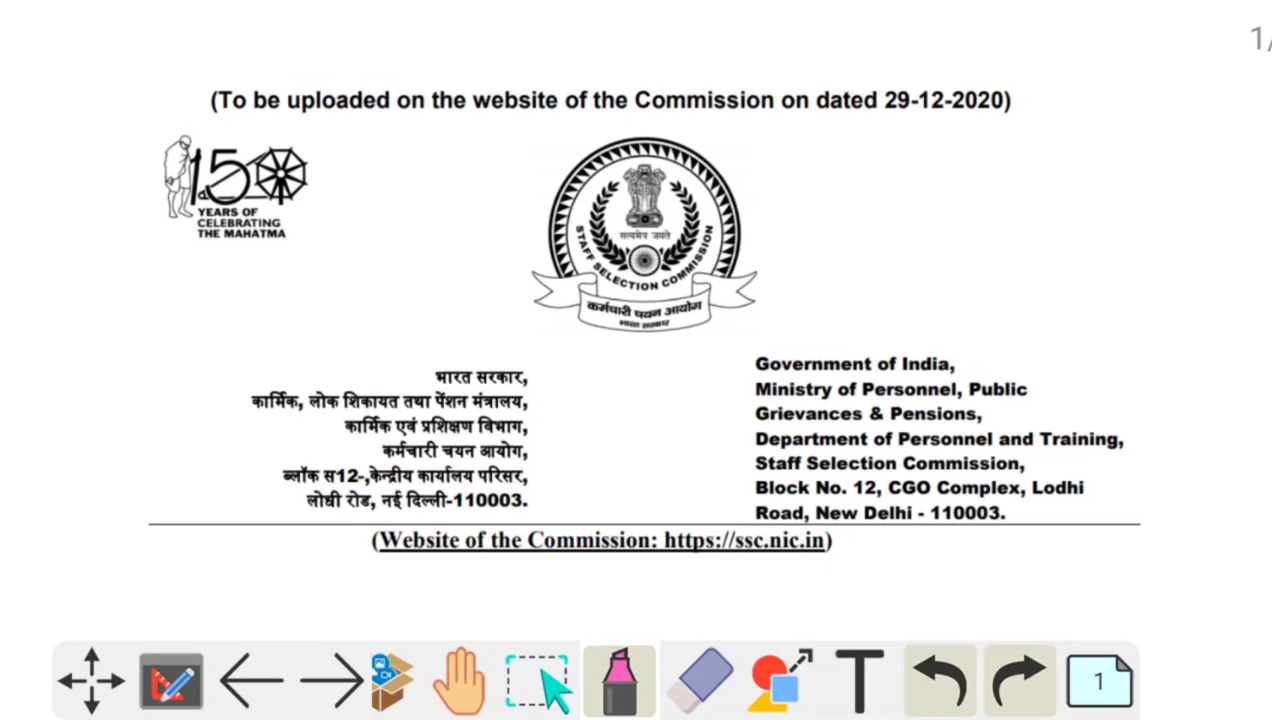 1/
(To be uploaded on the website of the Commission on dated 29-12-2020)
150
YEARS OF
CELEBRATING
THE MAHATMA
सत्यमेव जयते
STAFF SELECTION COMMISSION
कर्मचारी चयन आयोग
भारत सरकार
भारत सरकार,
कार्मिक, लोक शिकायत तथा पेंशन मंत्रालय,
कार्मिक एवं प्रशिक्षण विभाग,
कर्मचारी चयन आयोग,
ब्लॉक स12-,केन्द्रीय कार्यालय परिसर,
लोधी रोड, नई दिल्ली-110003.
Government of India,
Ministry of Personnel, Public
Grievances & Pensions,
Department of Personnel and Training,
Staff Selection Commission,
Block No. 12, CGO Complex, Lodhi
Road, New Delhi - 110003.
(Website of the Commission: https://ssc.nic.in)
T
1